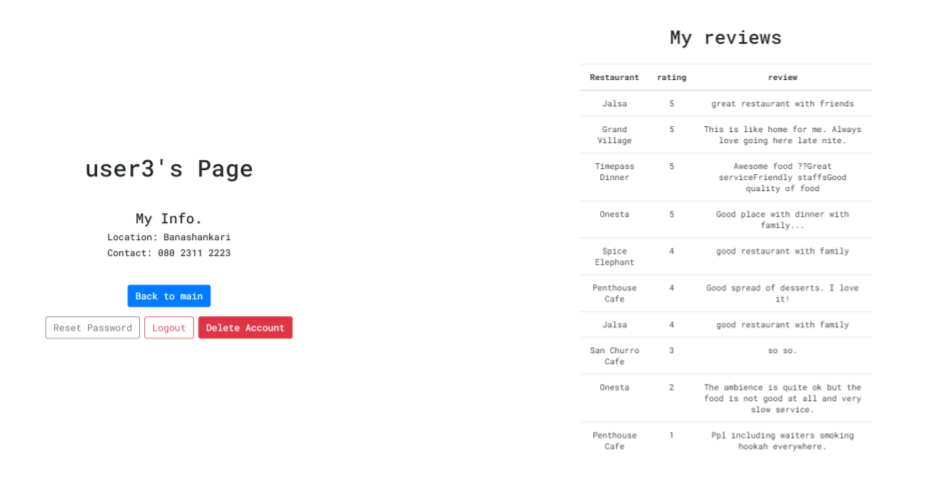 user3's Page
My Info.
Location: Banashankari
Contact: 080 2311 2223
Back to main
Reset Password Logout Delete Account
My reviews
Restaurant rating review
Jalsa 5 great restaurant with friends
Grand 5 This is like home for me. Always
Village love going here late nite.
Timepass 5 Awesome food ??Great
Dinner serviceFriendly staffsGood
quality of food
Onesta 5 Good place with dinner with
family...
Spice 4 good restaurant with family
Elephant
Penthouse 4 Good spread of desserts. I love
Cafe it!
Jalsa 4 good restaurant with family
San Churro 3 so so.
Cafe
Onesta 2 The ambience is quite ok but the
food is not good at all and very
slow service.
Penthouse 1 Ppl including waiters smoking
Cafe hookah everywhere.